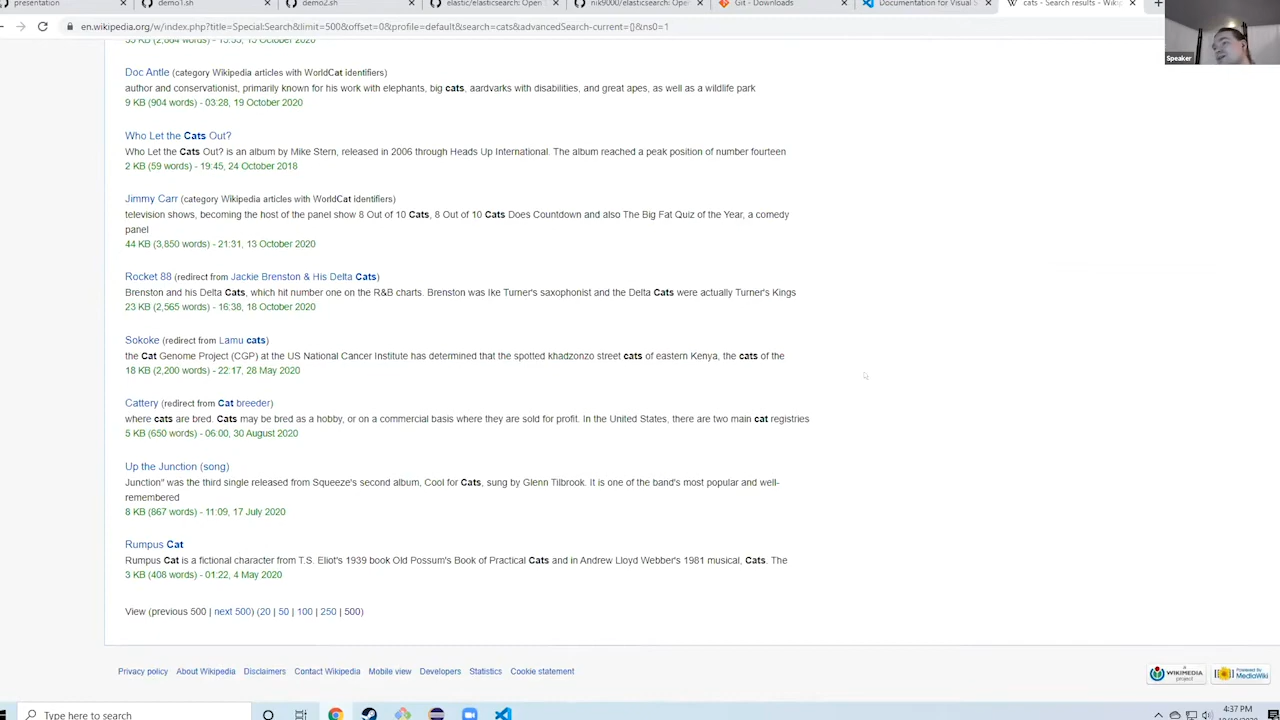 presentation
demo1.sh
demo2.sh
elastic/elasticsearch: Open
nik9000/elasticsearch: Open
Git - Downloads
Documentation for Visual S
cats - Search results - Wikip
en.wikipedia.org/w/index.php?title=Special:Search&limit=500&offset=0&profile=default&search=cats&advancedSearch-current={}&ns0=1
Speaker
Doc Antle (category Wikipedia articles with WorldCat identifiers)
author and conservationist, primarily known for his work with elephants, big cats, aardvarks with disabilities, and great apes, as well as a wildlife park
9 KB (904 words) - 03:28, 19 October 2020
Who Let the Cats Out?
Who Let the Cats Out? is an album by Mike Stern, released in 2006 through Heads Up International. The album reached a peak position of number fourteen
2 KB (59 words) - 19:45, 24 October 2018
Jimmy Carr (category Wikipedia articles with WorldCat identifiers)
television shows, becoming the host of the panel show 8 Out of 10 Cats, 8 Out of 10 Cats Does Countdown and also The Big Fat Quiz of the Year, a comedy
panel
44 KB (3,850 words) - 21:31, 13 October 2020
Rocket 88 (redirect from Jackie Brenston & His Delta Cats)
Brenston and his Delta Cats, which hit number one on the R&B charts. Brenston was Ike Turner's saxophonist and the Delta Cats were actually Turner's Kings
23 KB (2,565 words) - 16:38, 18 October 2020
Sokoke (redirect from Lamu cats)
the Cat Genome Project (CGP) at the US National Cancer Institute has determined that the spotted khadzonzo street cats of eastern Kenya, the cats of the
18 KB (2,200 words) - 22:17, 28 May 2020
Cattery (redirect from Cat breeder)
where cats are bred. Cats may be bred as a hobby, or on a commercial basis where they are sold for profit. In the United States, there are two main cat registries
5 KB (650 words) - 06:00, 30 August 2020
Up the Junction (song)
Junction" was the third single released from Squeeze's second album, Cool for Cats, sung by Glenn Tilbrook. It is one of the band's most popular and well-
remembered
8 KB (867 words) - 11:09, 17 July 2020
Rumpus Cat
Rumpus Cat is a fictional character from T.S. Eliot's 1939 book Old Possum's Book of Practical Cats and in Andrew Lloyd Webber's 1981 musical, Cats. The
3 KB (408 words) - 01:22, 4 May 2020
View (previous 500 | next 500) (20 | 50 | 100 | 250 | 500)
Privacy policy About Wikipedia Disclaimers Contact Wikipedia Mobile view Developers Statistics Cookie statement
A WIKIMEDIA project
Powered By MediaWiki
Type here to search
4:37 PM